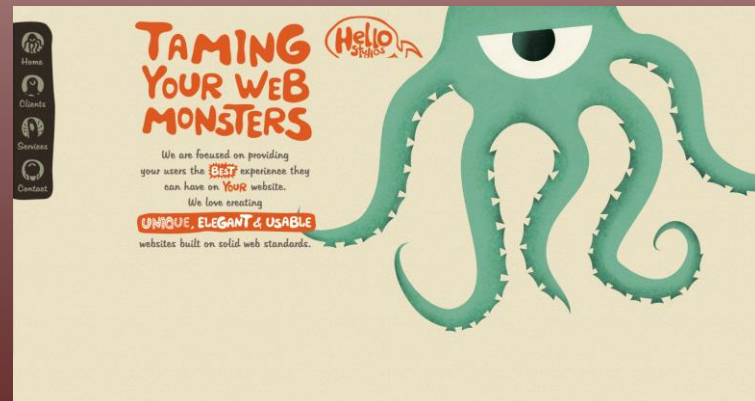 Home
Clients
Services
Contact
TAMING
YOUR WEB
MONSTERS
Hello
STUDIOS
We are focused on providing
your users the BEST experience they
can have on YOUR website.
We love creating
UNIQUE, ELEGANT & USABLE
websites built on solid web standards.